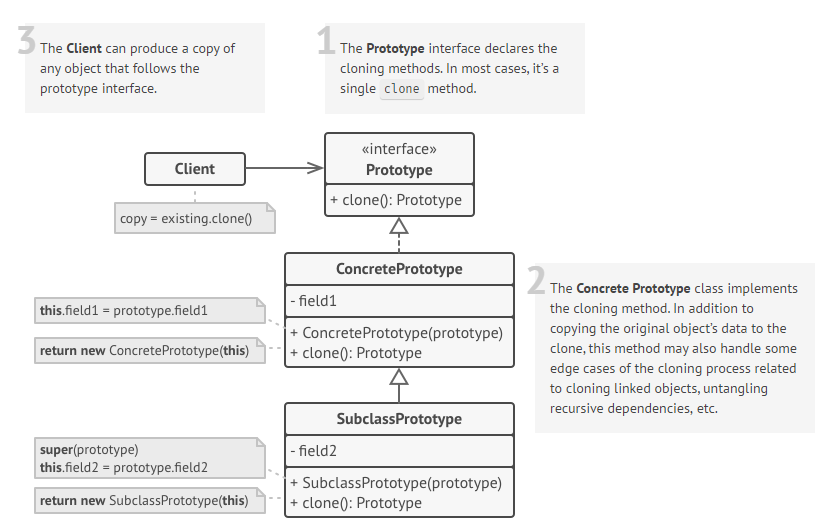 3
The Client can produce a copy of
any object that follows the
prototype interface.
1
The Prototype interface declares the
cloning methods. In most cases, it's a
single clone method.
Client
«interface»
Prototype
+ clone(): Prototype
copy = existing.clone()
ConcretePrototype
- field1
+ ConcretePrototype(prototype)
+ clone(): Prototype
this.field1 = prototype.field1
return new ConcretePrototype(this)
2
The Concrete Prototype class implements
the cloning method. In addition to
copying the original object's data to the
clone, this method may also handle some
edge cases of the cloning process related
to cloning linked objects, untangling
recursive dependencies, etc.
SubclassPrototype
- field2
+ SubclassPrototype(prototype)
+ clone(): Prototype
super(prototype)
this.field2 = prototype.field2
return new SubclassPrototype(this)